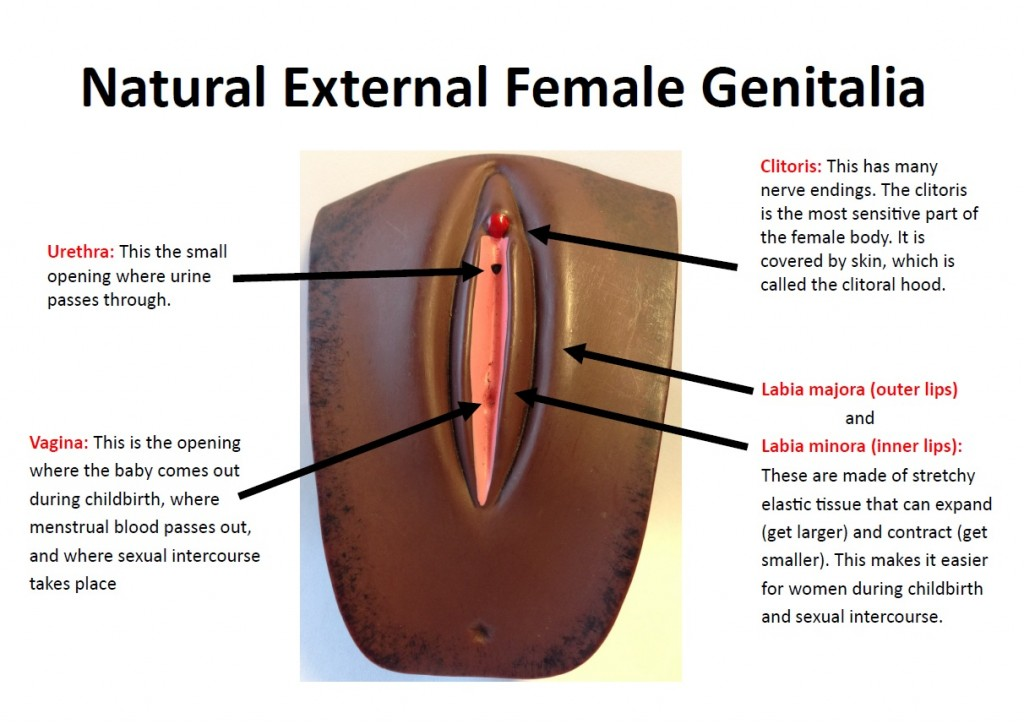 Natural External Female Genitalia
Urethra: This the small
opening where urine
passes through.
Vagina: This is the opening
where the baby comes out
during childbirth, where
menstrual blood passes out,
and where sexual intercourse
takes place
Clitoris: This has many
nerve endings. The clitoris
is the most sensitive part of
the female body. It is
covered by skin, which is
called the clitoral hood.
Labia majora (outer lips)
and
Labia minora (inner lips):
These are made of stretchy
elastic tissue that can expand
(get larger) and contract (get
smaller). This makes it easier
for women during childbirth
and sexual intercourse.